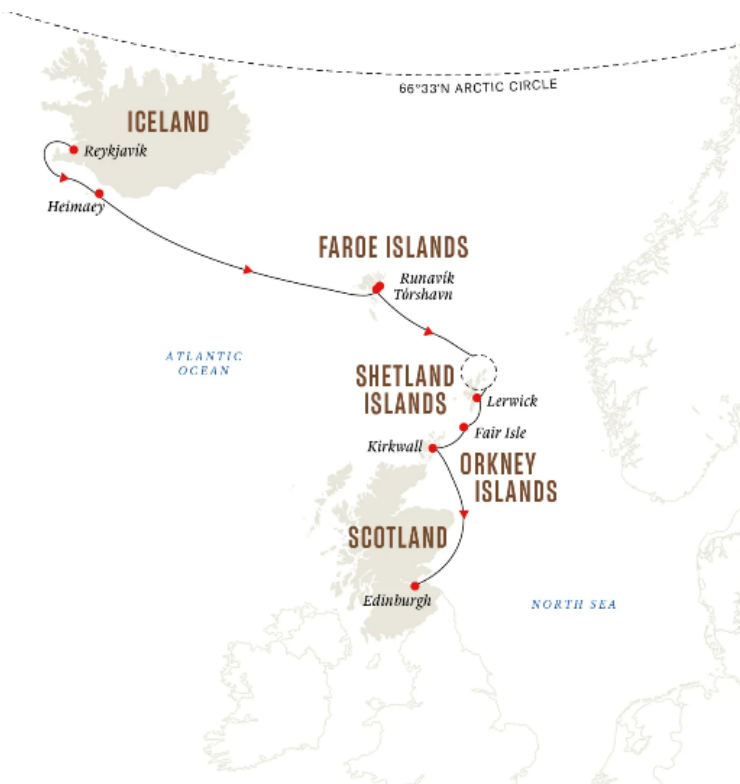 66°33'N ARCTIC CIRCLE
ICELAND
Reykjavík
Heimaey
FAROE ISLANDS
Runavík
Tórshavn
ATLANTIC
OCEAN
SHETLAND
ISLANDS
Lerwick
Fair Isle
Kirkwall
ORKNEY
ISLANDS
SCOTLAND
Edinburgh
NORTH SEA